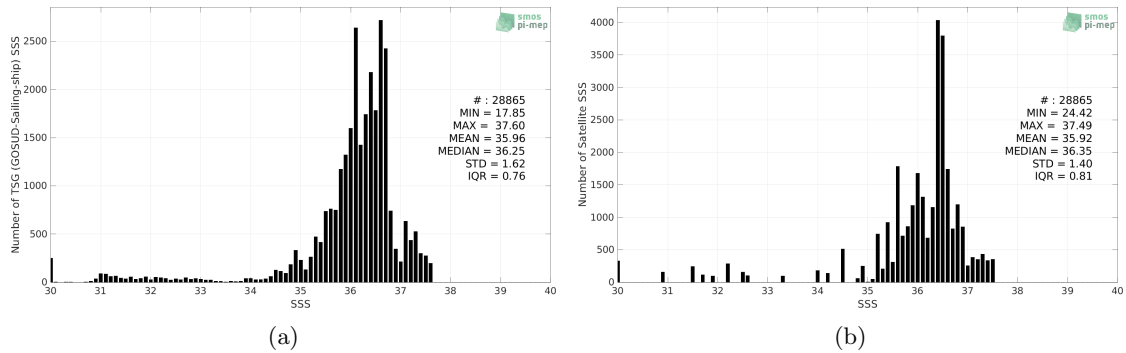 Number of TSG (GOSUD-Sailing-ship) SSS
2500
2000
1500
1000
500
0
30 31 32 33 34 35 36 37 38 39 40
SSS
smos
pi-mep
# : 28865
MIN = 17.85
MAX = 37.60
MEAN = 35.96
MEDIAN = 36.25
STD = 1.62
IQR = 0.76
(a)
Number of Satellite SSS
4000
3500
3000
2500
2000
1500
1000
500
0
30 31 32 33 34 35 36 37 38 39 40
SSS
smos
pi-mep
# : 28865
MIN = 24.42
MAX = 37.49
MEAN = 35.92
MEDIAN = 36.35
STD = 1.40
IQR = 0.81
(b)